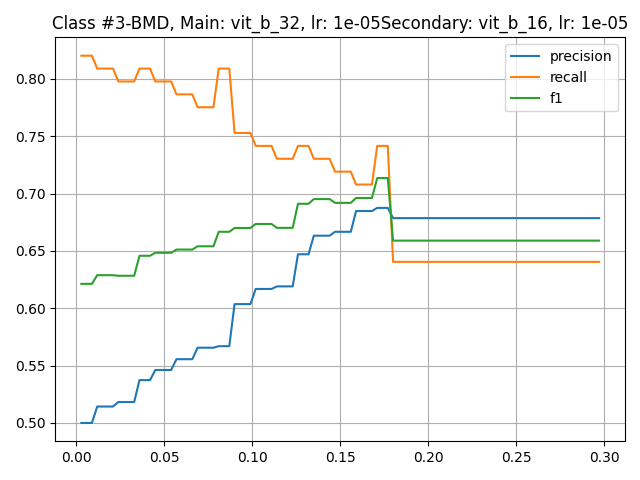 Class #3-BMD, Main: vit_b_32, lr: 1e-05Secondary: vit_b_16, lr: 1e-05
precision
recall
f1
0.80
0.75
0.70
0.65
0.60
0.55
0.50
0.00 0.05 0.10 0.15 0.20 0.25 0.30